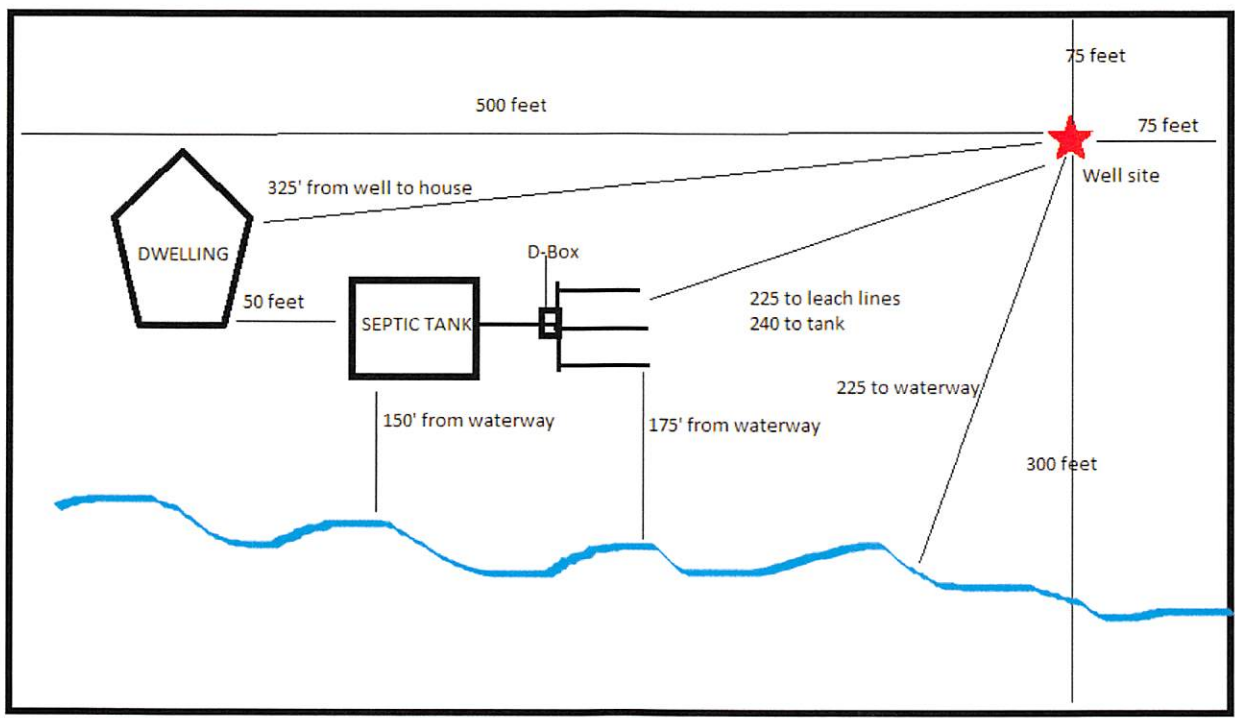 75 feet
500 feet
75 feet
Well site
325' from well to house
DWELLING
D-Box
50 feet
SEPTIC TANK
225 to leach lines
240 to tank
225 to waterway
150' from waterway
175' from waterway
300 feet